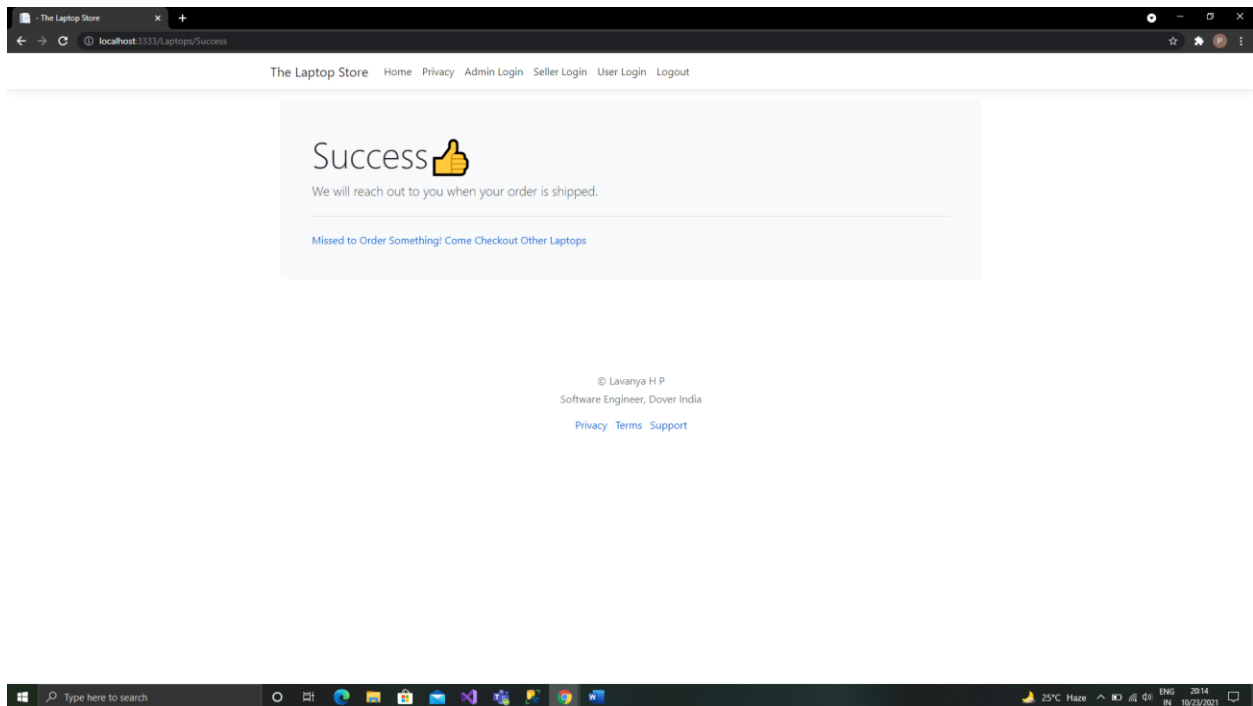 - The Laptop Store
localhost:3333/Laptops/Success
P
The Laptop Store Home Privacy Admin Login Seller Login User Login Logout
Success👍
We will reach out to you when your order is shipped.
Missed to Order Something! Come Checkout Other Laptops
© Lavanya H P
Software Engineer, Dover India
Privacy Terms Support
Type here to search
25°C Haze
ENG
IN
20:14
10/23/2021